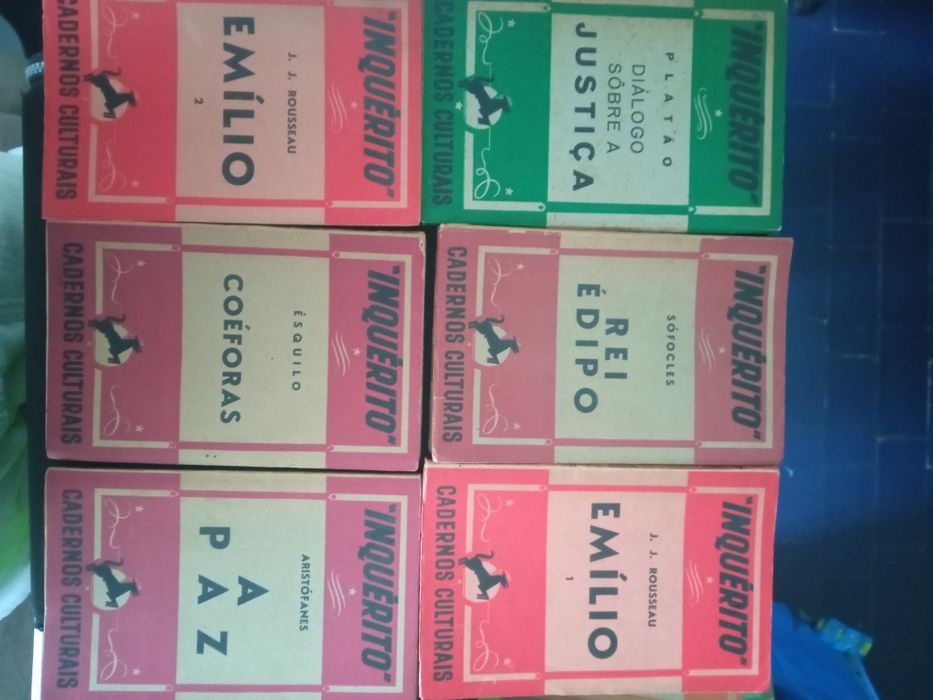 "INQUÉRITO"
PLATÃO
DIÁLOGO
SÔBRE A
JUSTIÇA
CADERNOS CULTURAIS
"INQUÉRITO"
SÓFOCLES
REI
ÉDIPO
CADERNOS CULTURAIS
"INQUÉRITO"
J. J. ROUSSEAU
EMÍLIO
1
CADERNOS CULTURAIS
"INQUÉRITO"
J. J. ROUSSEAU
EMÍLIO
2
CADERNOS CULTURAIS
"INQUÉRITO"
ÉSQUILO
COÉFORAS
CADERNOS CULTURAIS
"INQUÉRITO"
ARISTÓFANES
A
PAZ
CADERNOS CULTURAIS